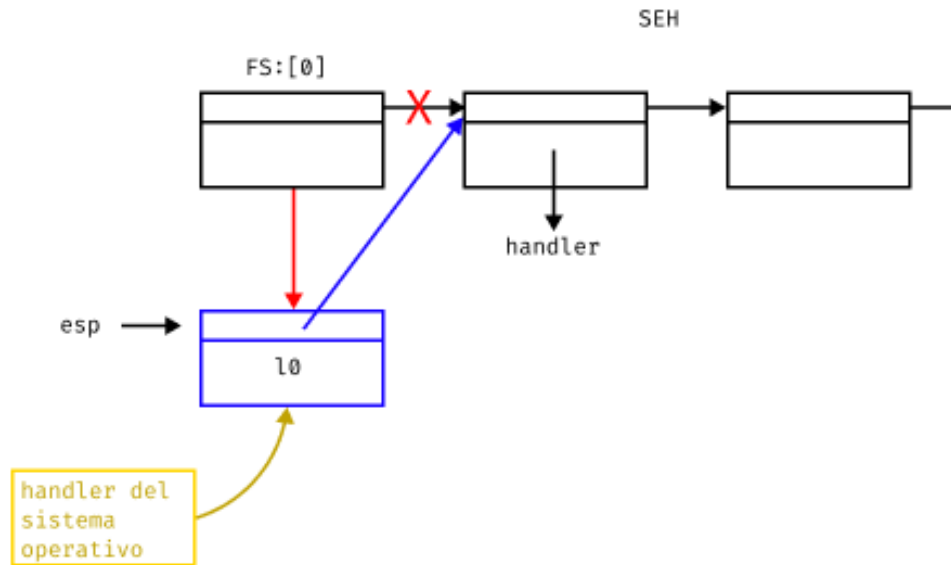 SEH
FS:[0]
handler
esp
l0
handler del
sistema
operativo